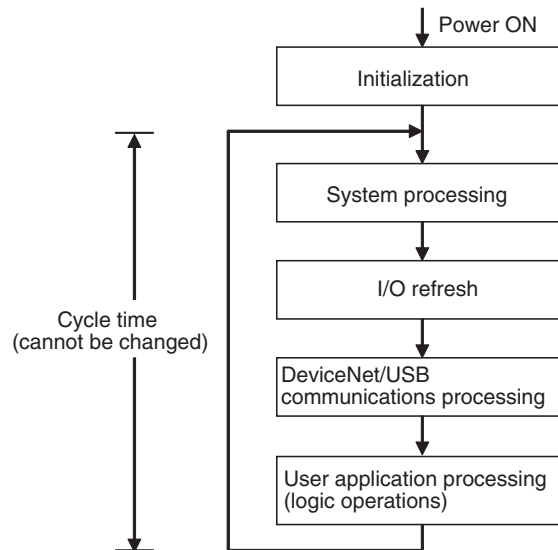 Power ON
Initialization
System processing
I/O refresh
Cycle time
(cannot be changed)
DeviceNet/USB
communications processing
User application processing
(logic operations)